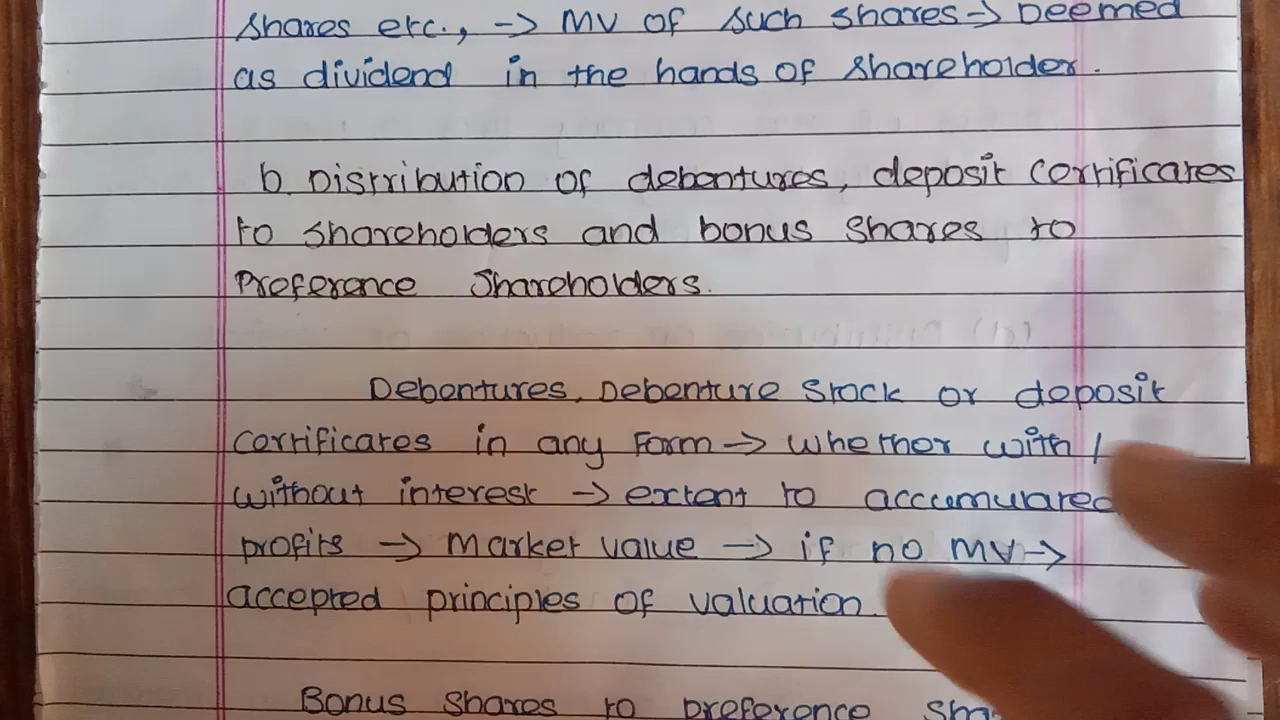 shares etc., -> MV of such shares -> Deemed
as dividend in the hands of shareholder.
b. Distribution of debentures, deposit certificates
to shareholders and bonus shares to
Preference Shareholders.
Debentures, Debenture Stock or deposit
certificates in any Form -> whether with /
without interest -> extent to accumuated
profits -> Market value -> if no MV ->
accepted principles of valuation.
Bonus shares to preference